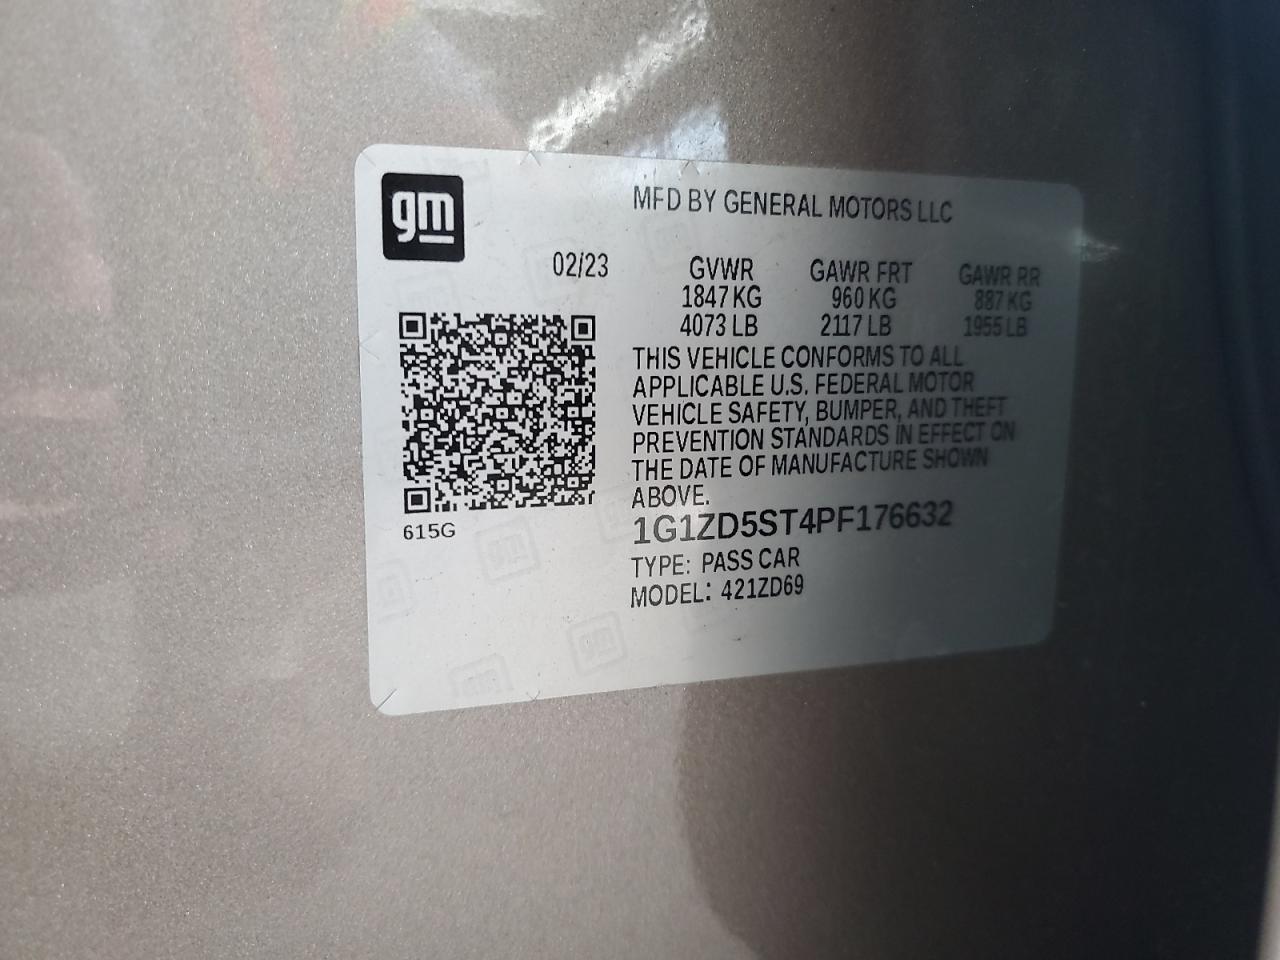 gm
MFD BY GENERAL MOTORS LLC
02/23 GVWR GAWR FRT GAWR RR
1847 KG 960 KG 887 KG
4073 LB 2117 LB 1955 LB
THIS VEHICLE CONFORMS TO ALL
APPLICABLE U.S. FEDERAL MOTOR
VEHICLE SAFETY, BUMPER, AND THEFT
PREVENTION STANDARDS IN EFFECT ON
THE DATE OF MANUFACTURE SHOWN
ABOVE.
615G
1G1ZD5ST4PF176632
TYPE: PASS CAR
MODEL: 421ZD69